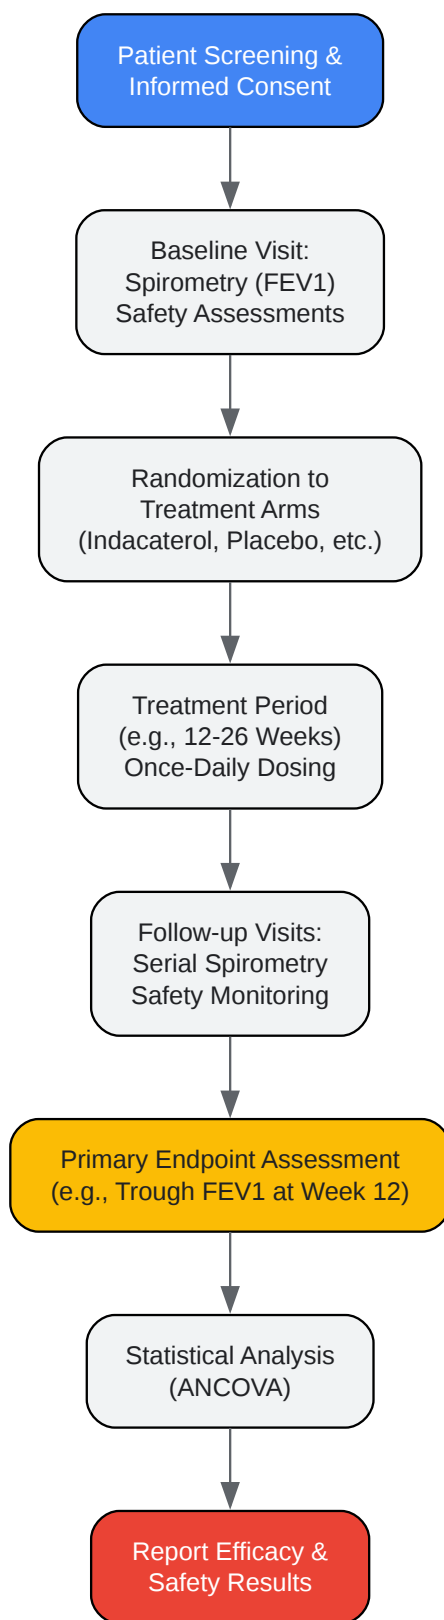 Patient Screening &
Informed Consent
Baseline Visit:
Spirometry (FEV1)
Safety Assessments
Randomization to
Treatment Arms
(Indacaterol, Placebo, etc.)
Treatment Period
(e.g., 12-26 Weeks)
Once-Daily Dosing
Follow-up Visits:
Serial Spirometry
Safety Monitoring
Primary Endpoint Assessment
(e.g., Trough FEV1 at Week 12)
Statistical Analysis
(ANCOVA)
Report Efficacy &
Safety Results